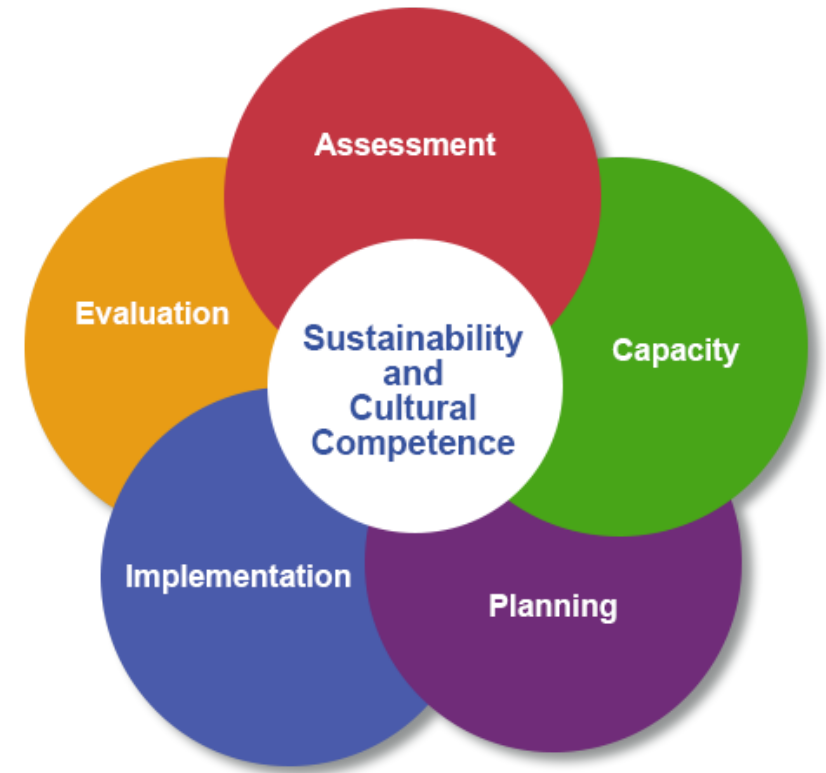 Assessment
Evaluation
Capacity
Sustainability
and
Cultural
Competence
Implementation
Planning